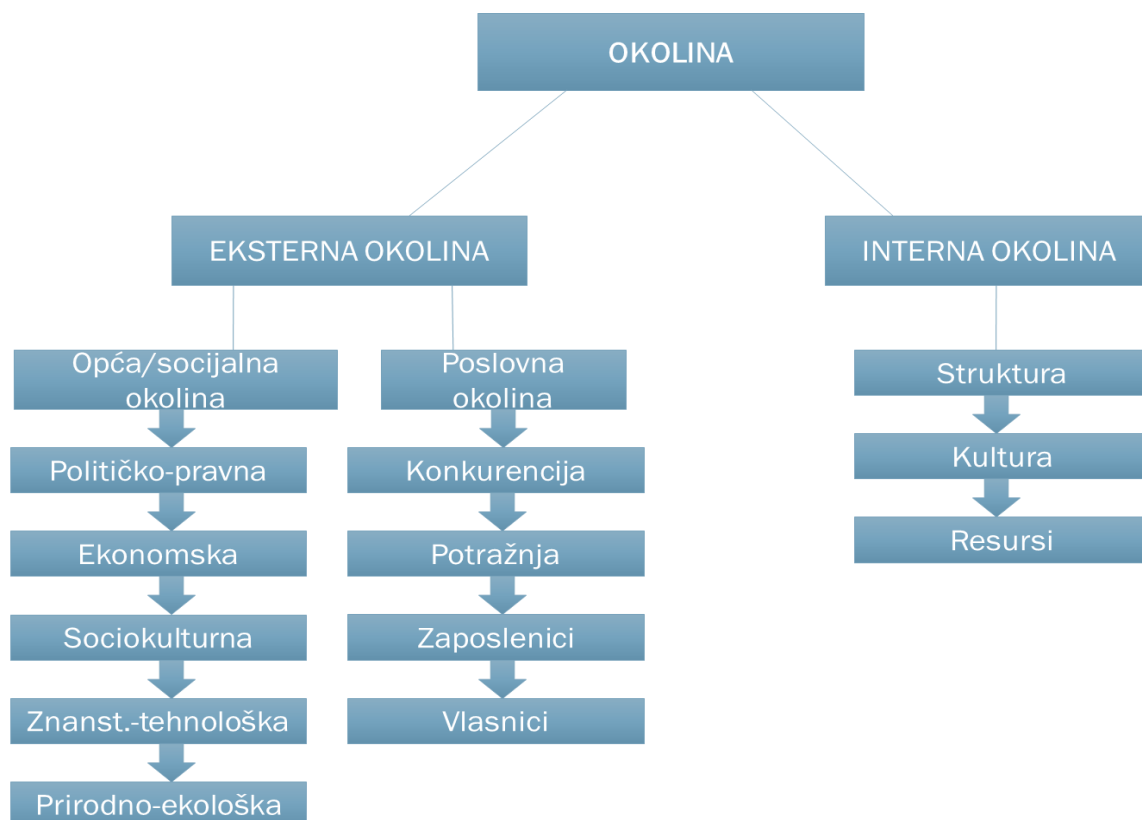 OKOLINA
EKSTERNA OKOLINA
INTERNA OKOLINA
Opća/socijalna
okolina
Političko-pravna
Ekonomska
Sociokulturna
Znanst.-tehnološka
Prirodno-ekološka
Poslovna
okolina
Konkurencija
Potražnja
Zaposlenici
Vlasnici
Struktura
Kultura
Resursi